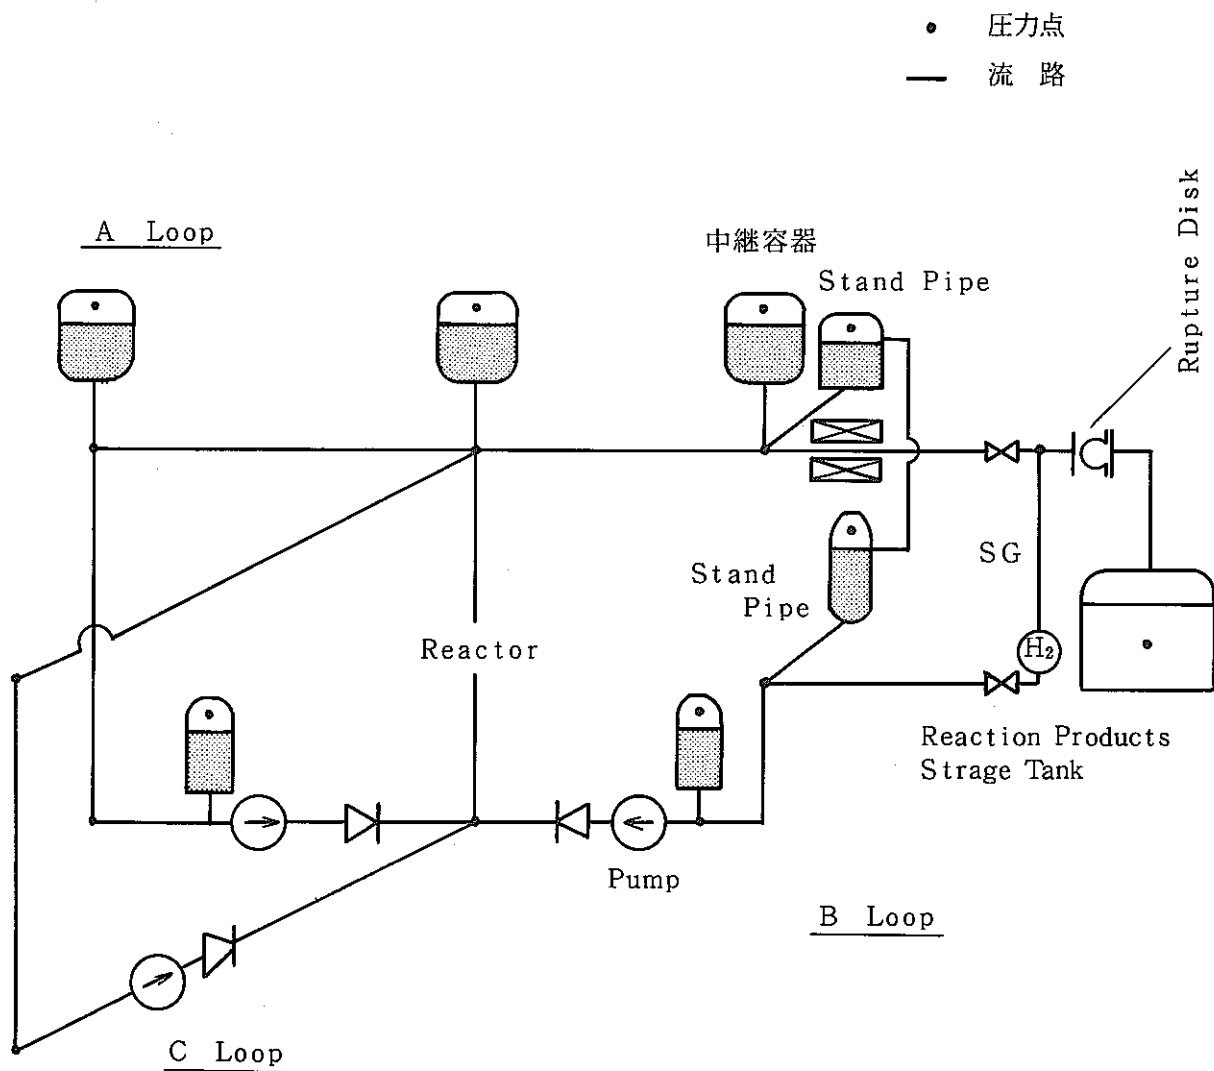 圧力点
流 路
A Loop
中継容器
Stand Pipe
Rupture Disk
SG
Stand
Pipe
Reactor
H₂
Reaction Products
Strage Tank
Pump
B Loop
C Loop